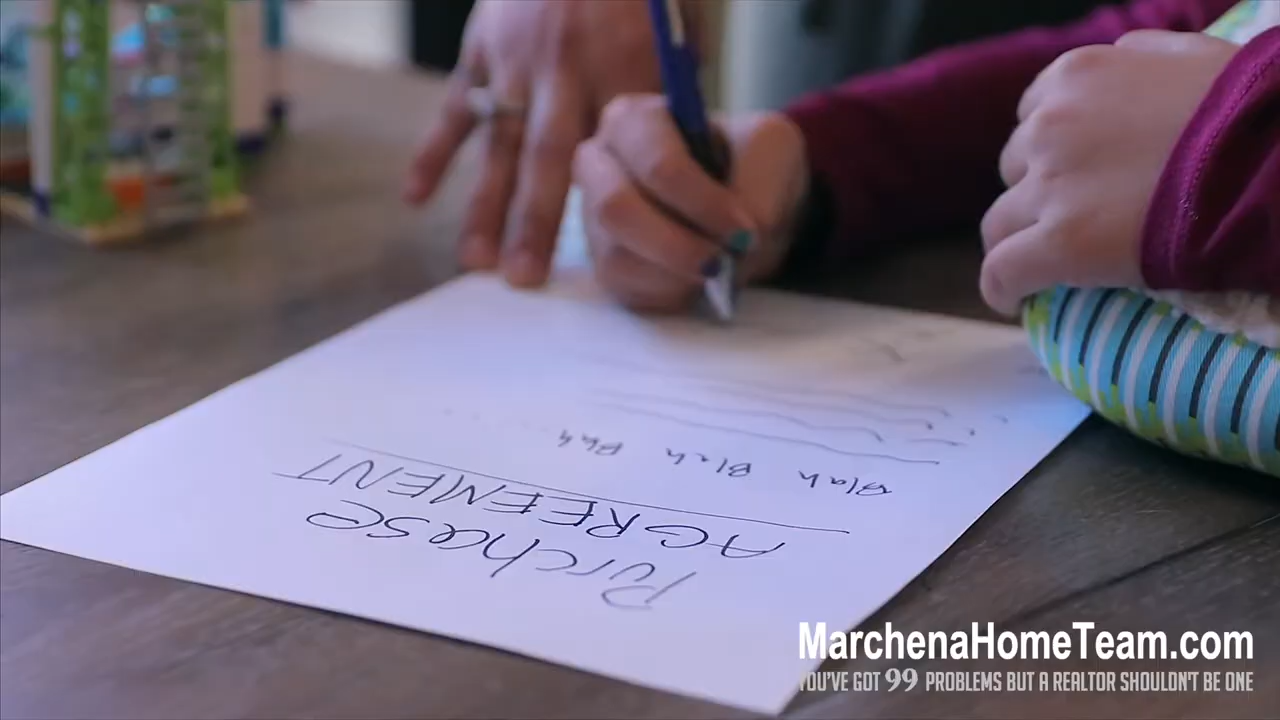 Purchase
AGREEMENT
Blah Blah Blah
MarchenaHomeTeam.com
YOU'VE GOT 99 PROBLEMS BUT A REALTOR SHOULDN'T BE ONE